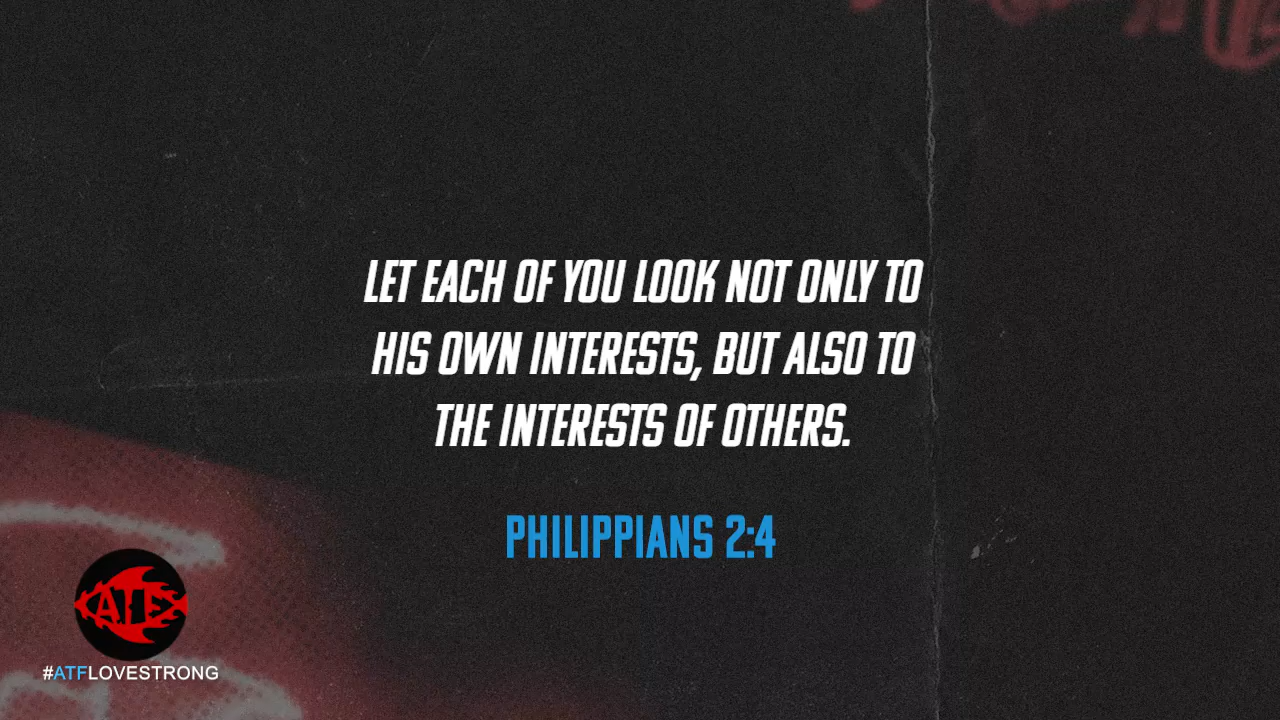 LET EACH OF YOU LOOK NOT ONLY TO
HIS OWN INTERESTS, BUT ALSO TO
THE INTERESTS OF OTHERS.
PHILIPPIANS 2:4
ATF
#ATFLOVESTRONG